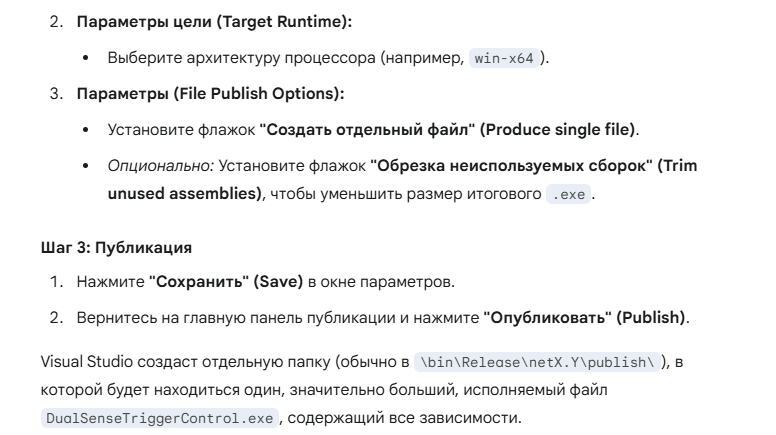 2. Параметры цели (Target Runtime):
• Выберите архитектуру процессора (например, win-x64 ).
3. Параметры (File Publish Options):
• Установите флажок "Создать отдельный файл" (Produce single file).
• Опционально: Установите флажок "Обрезка неиспользуемых сборок" (Trim
unused assemblies), чтобы уменьшить размер итогового .exe .
Шаг 3: Публикация
1. Нажмите "Сохранить" (Save) в окне параметров.
2. Вернитесь на главную панель публикации и нажмите "Опубликовать" (Publish).
Visual Studio создаст отдельную папку (обычно в \bin\Release\netX.Y\publish\ ), в
которой будет находиться один, значительно больший, исполняемый файл
DualSenseTriggerControl.exe , содержащий все зависимости.